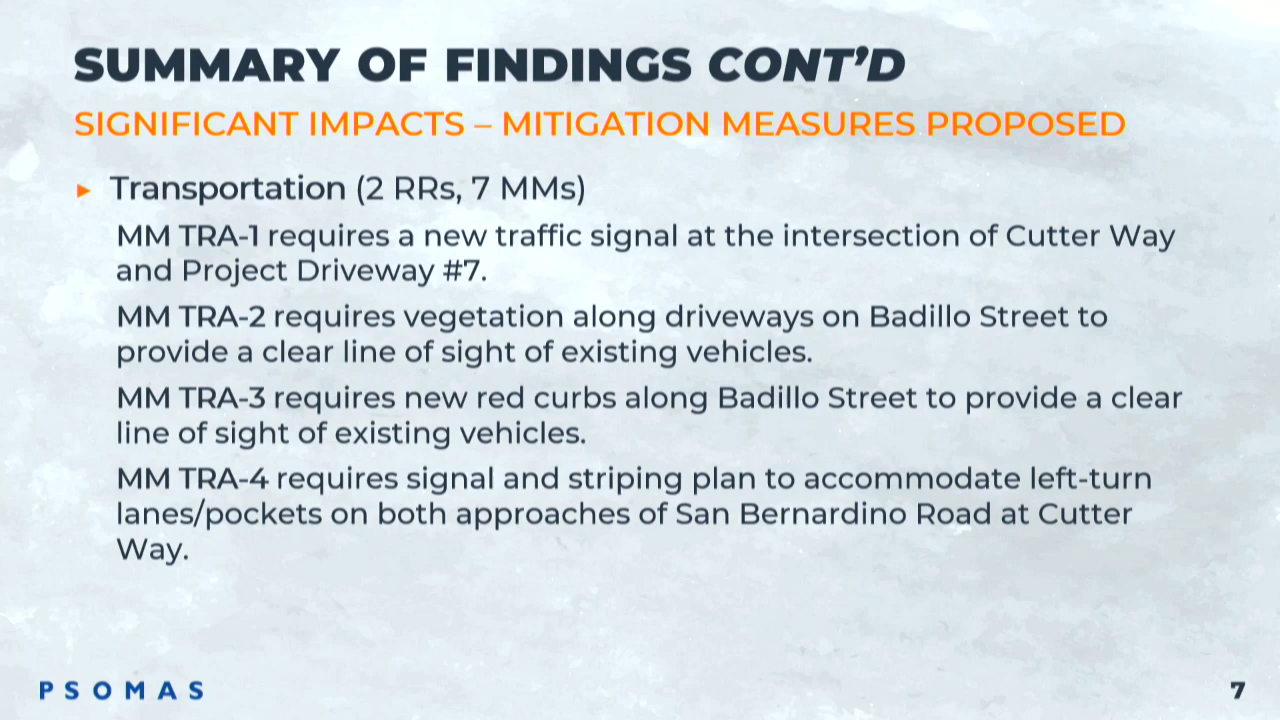 SUMMARY OF FINDINGS CONT'D
SIGNIFICANT IMPACTS – MITIGATION MEASURES PROPOSED
▸ Transportation (2 RRs, 7 MMs)
MM TRA-1 requires a new traffic signal at the intersection of Cutter Way
and Project Driveway #7.
MM TRA-2 requires vegetation along driveways on Badillo Street to
provide a clear line of sight of existing vehicles.
MM TRA-3 requires new red curbs along Badillo Street to provide a clear
line of sight of existing vehicles.
MM TRA-4 requires signal and striping plan to accommodate left-turn
lanes/pockets on both approaches of San Bernardino Road at Cutter
Way.
PSOMAS
7